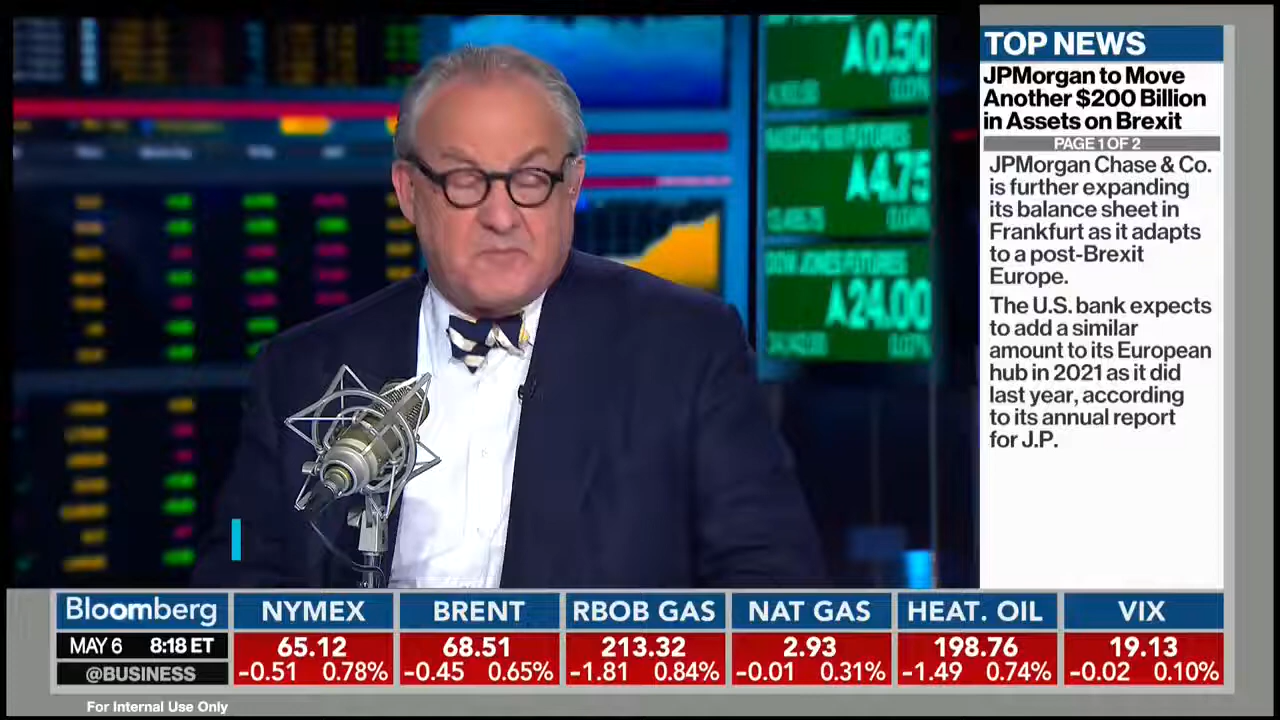 A0.50
NASDAQ 100 FUTURES
A4.75
DOW JONES FUTURES
A24.00
TOP NEWS
JPMorgan to Move
Another $200 Billion
in Assets on Brexit
PAGE 1 OF 2
JPMorgan Chase & Co.
is further expanding
its balance sheet in
Frankfurt as it adapts
to a post-Brexit
Europe.
The U.S. bank expects
to add a similar
amount to its European
hub in 2021 as it did
last year, according
to its annual report
for J.P.
Bloomberg NYMEX BRENT RBOB GAS NAT GAS HEAT. OIL VIX
MAY 6 8:18 ET 65.12 68.51 213.32 2.93 198.76 19.13
@BUSINESS -0.51 0.78% -0.45 0.65% -1.81 0.84% -0.01 0.31% -1.49 0.74% -0.02 0.10%
For Internal Use Only